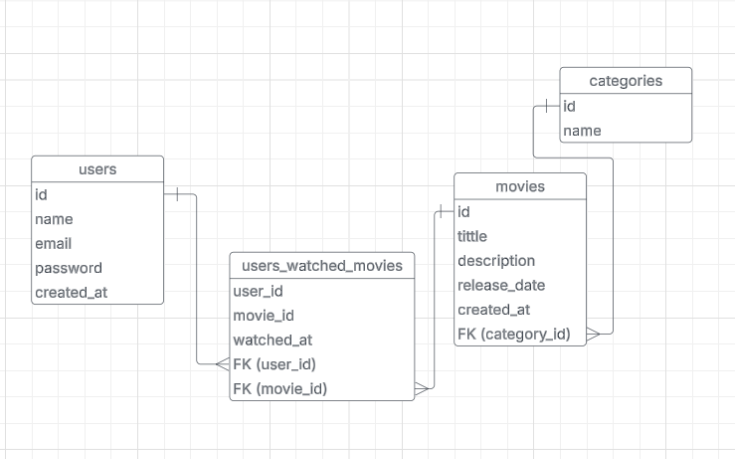 categories
id
name
users
id
name
email
password
created_at
movies
id
tittle
description
release_date
created_at
FK (category_id)
users_watched_movies
user_id
movie_id
watched_at
FK (user_id)
FK (movie_id)